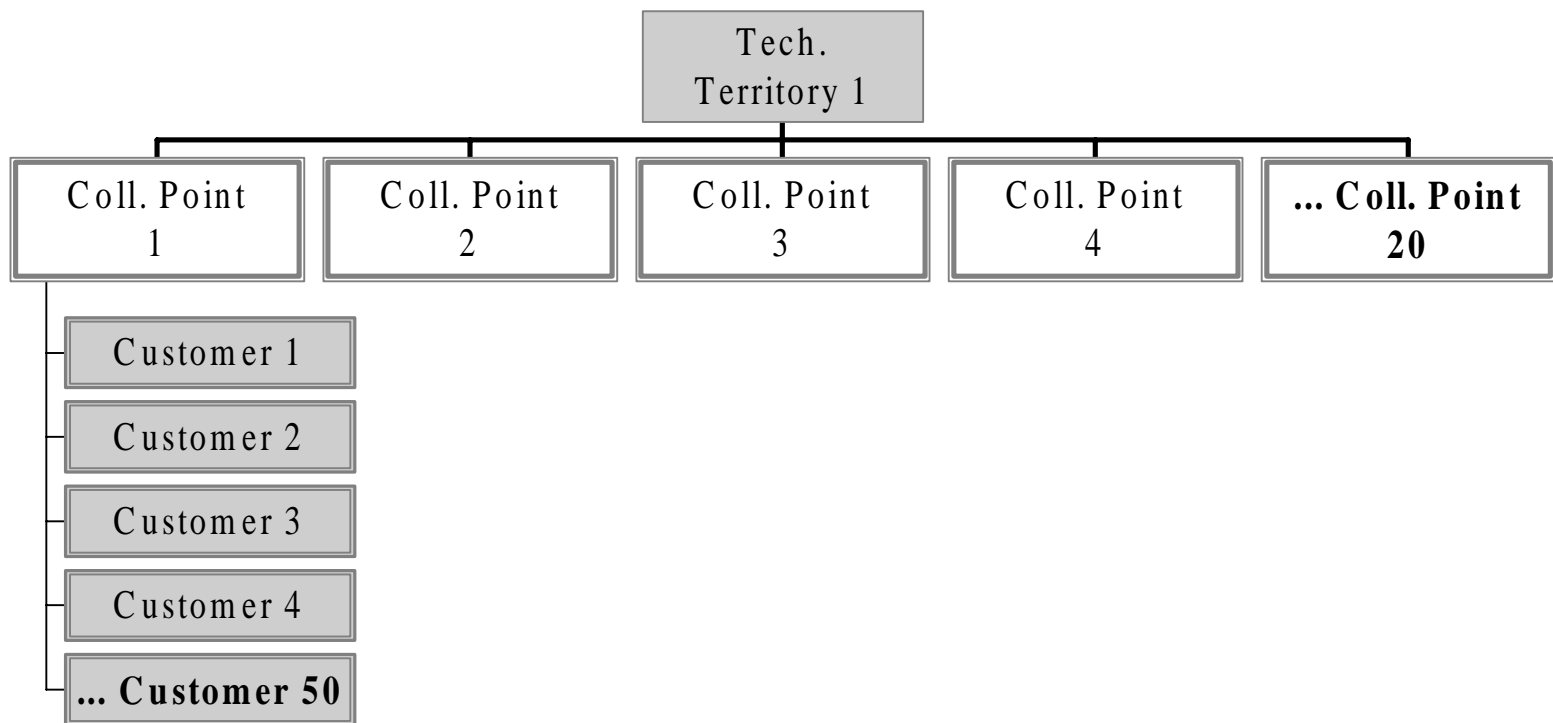 Tech.
Territory 1
Coll. Point
1
Coll. Point
2
Coll. Point
3
Coll. Point
4
... Coll. Point
20
Customer 1
Customer 2
Customer 3
Customer 4
... Customer 50